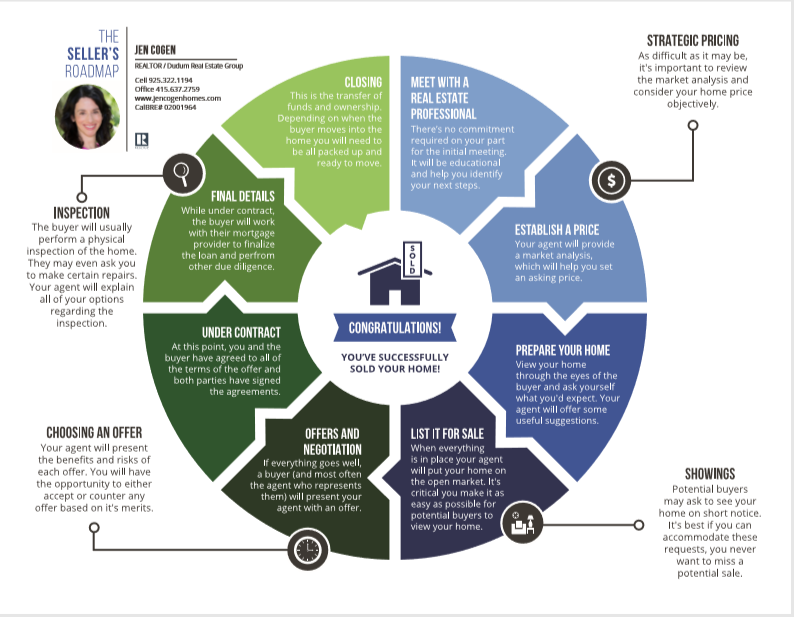 THE
SELLER'S
ROADMAP
JEN COGEN
REALTOR / Dudum Real Estate Group
Cell 925.322.1194
Office 415.637.2759
www.jencogenhomes.com
CalBRE# 02001964
STRATEGIC PRICING
As difficult as it may be,
it's important to review
the market analysis and
consider your home price
objectively.
MEET WITH A
REAL ESTATE
PROFESSIONAL
There's no commitment
required on your part
for the initial meeting.
It will be educational
and help you identify
your next steps.
$
ESTABLISH A PRICE
Your agent will provide
a market analysis,
which will help you set
an asking price.
PREPARE YOUR HOME
View your home
through the eyes of the
buyer and ask yourself
what you'd expect. Your
agent will offer some
useful suggestions.
LIST IT FOR SALE
When everything
is in place your agent
will put your home on
the open market. It's
critical you make it as
easy as possible for
potential buyers to
view your home.
SHOWINGS
Potential buyers
may ask to see your
home on short notice.
It's best if you can
accommodate these
requests, you never
want to miss a
potential sale.
OFFERS AND
NEGOTIATION
If everything goes well,
a buyer (and most often
the agent who represents
them) will present your
agent with an offer.
CHOOSING AN OFFER
Your agent will present
the benefits and risks of
each offer. You will have
the opportunity to either
accept or counter any
offer based on it's merits.
UNDER CONTRACT
At this point, you and the
buyer have agreed to all of
the terms of the offer and
both parties have signed
the agreements.
FINAL DETAILS
While under contract,
the buyer will work
with their mortgage
provider to finalize
the loan and perfrom
other due diligence.
INSPECTION
The buyer will usually
perform a physical
inspection of the home.
They may even ask you
to make certain repairs.
Your agent will explain
all of your options
regarding the
inspection.
CLOSING
This is the transfer of
funds and ownership.
Depending on when the
buyer moves into the
home you will need to
be all packed up and
ready to move.
SOLD
CONGRATULATIONS!
YOU'VE SUCCESSFULLY
SOLD YOUR HOME!